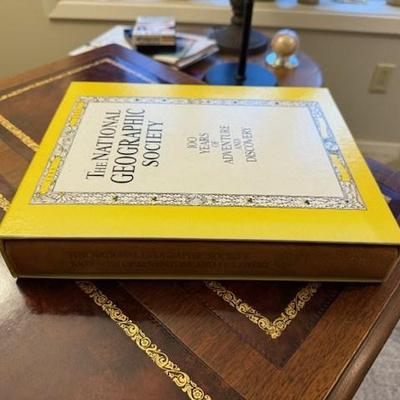 THE NATIONAL
GEOGRAPHIC
SOCIETY
100
YEARS
OF
ADVENTURE
AND
DISCOVERY